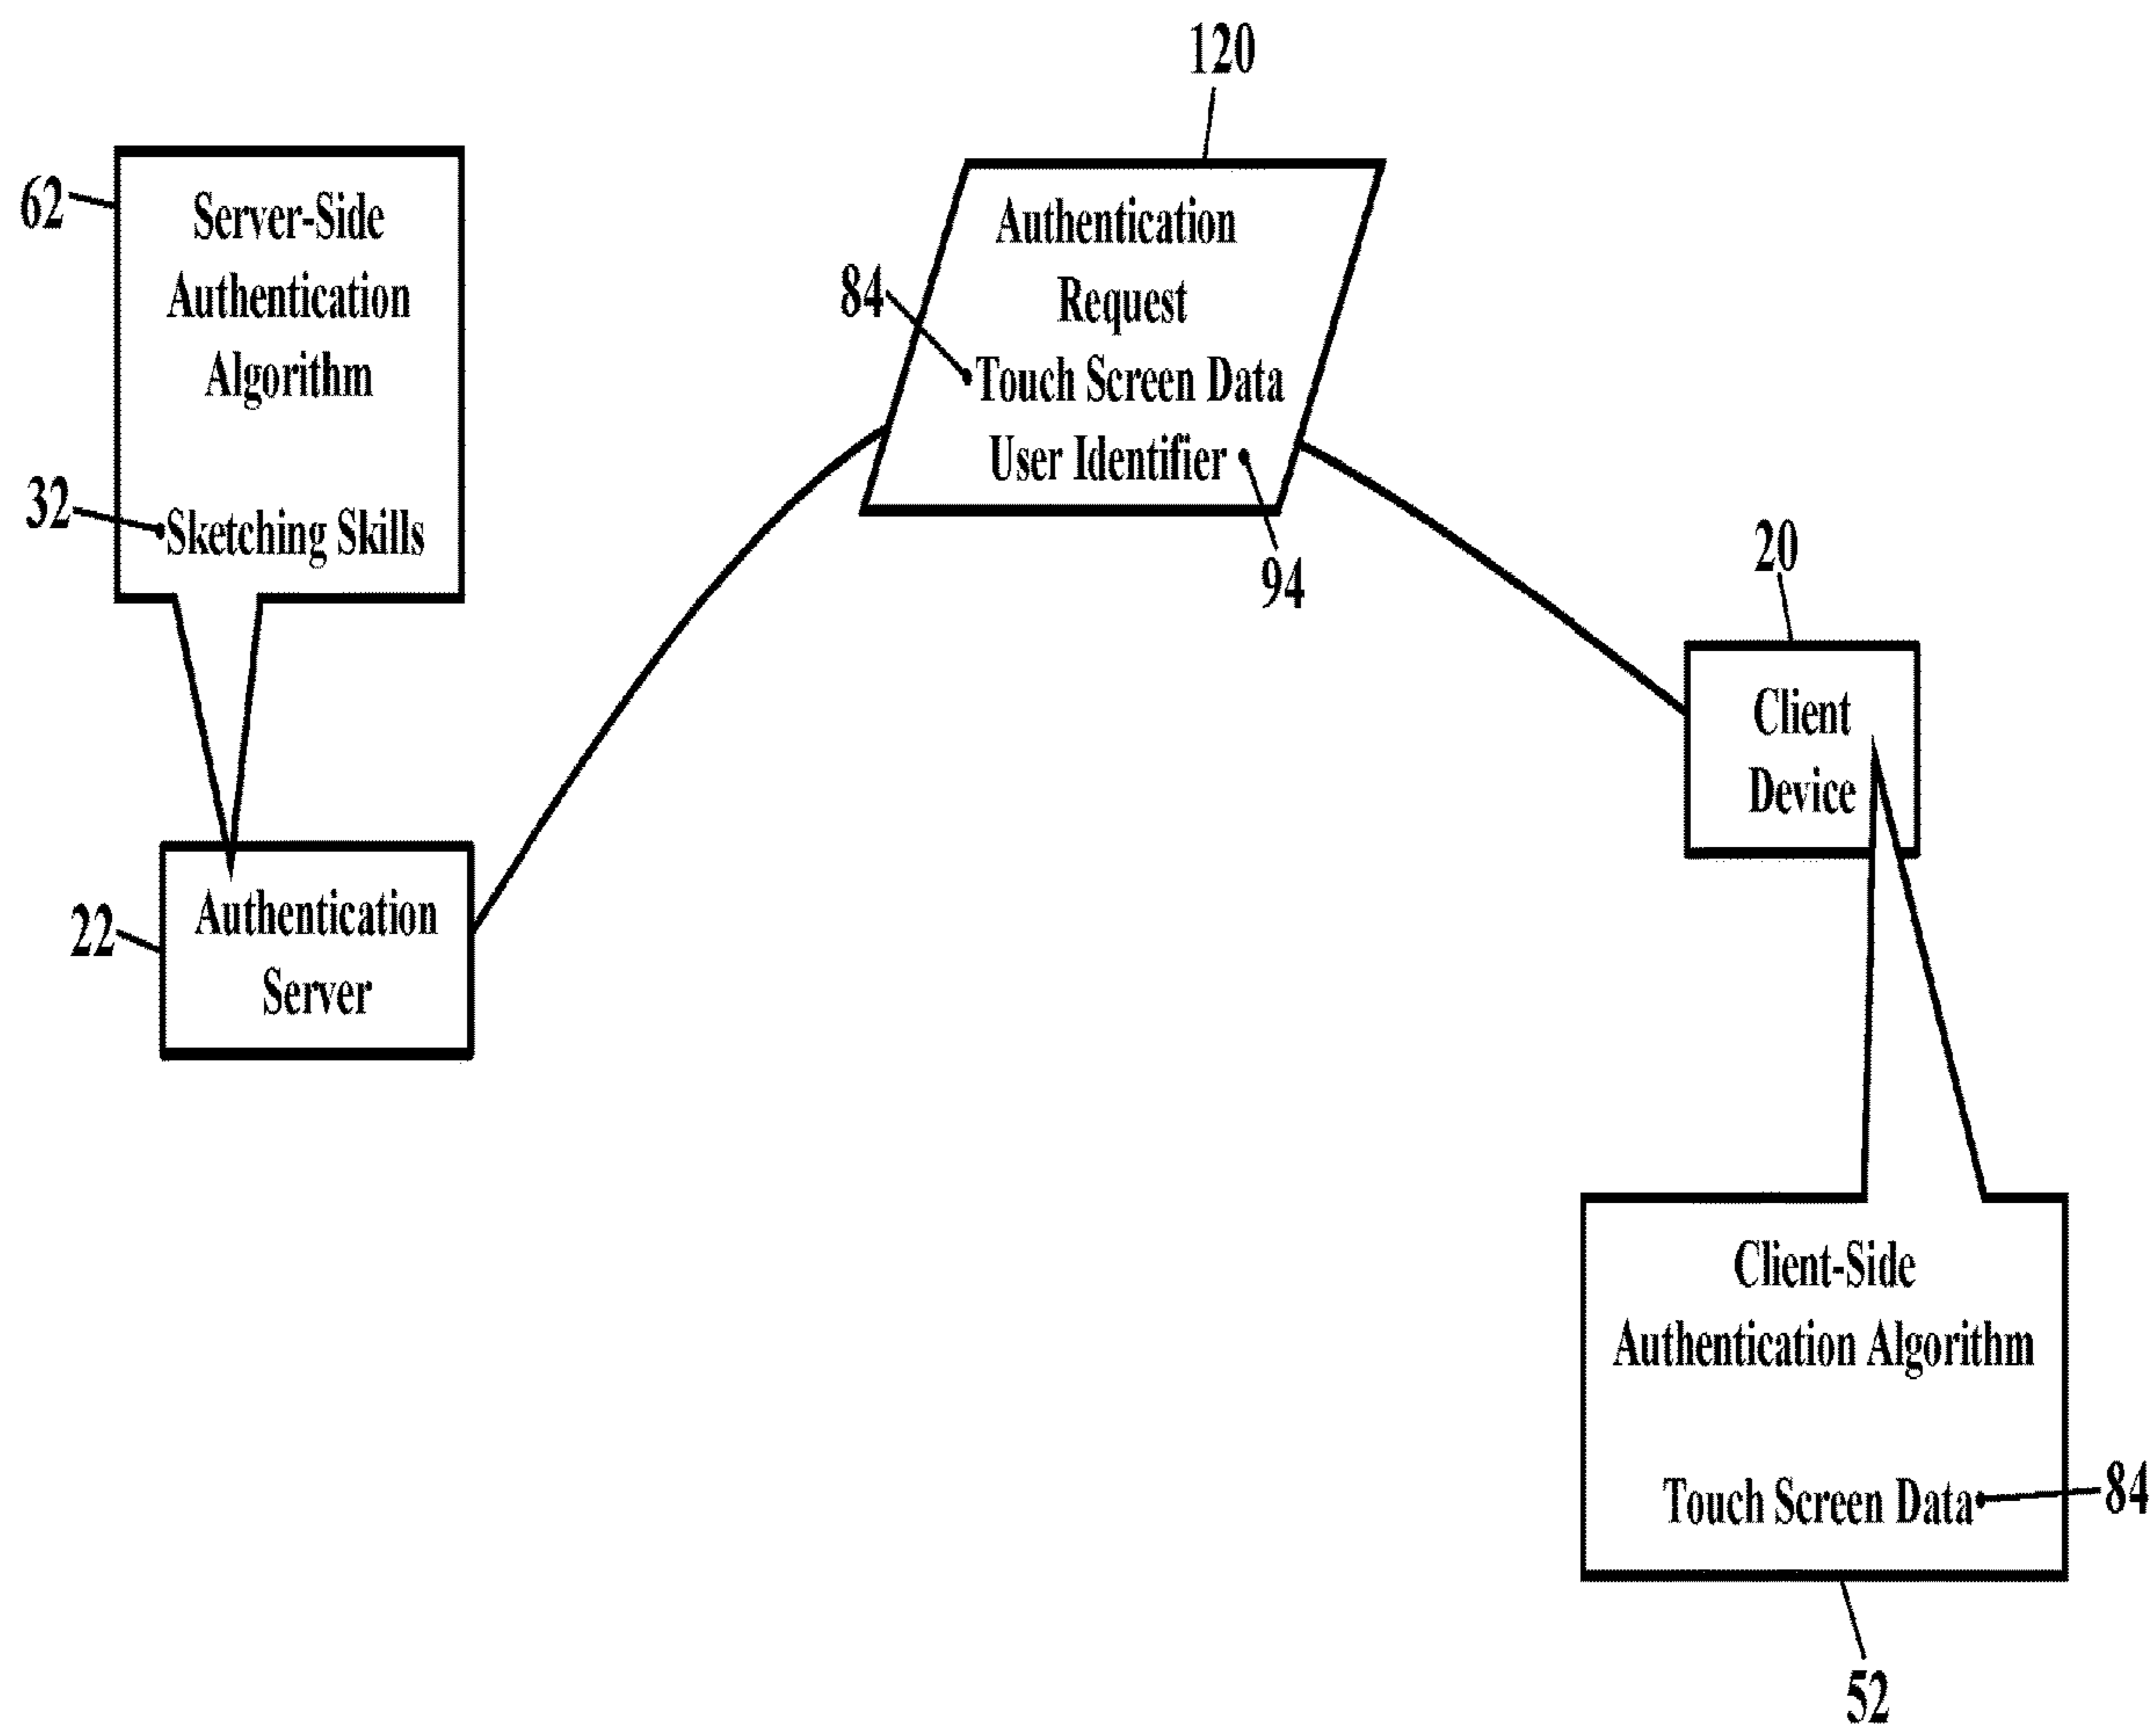 120
62
Server-Side
Authentication
Algorithm
32
Sketching Skills
Authentication
Request
84
Touch Screen Data
User Identifier
94
20
Client
Device
22
Authentication
Server
Client-Side
Authentication Algorithm
Touch Screen Data
84
52